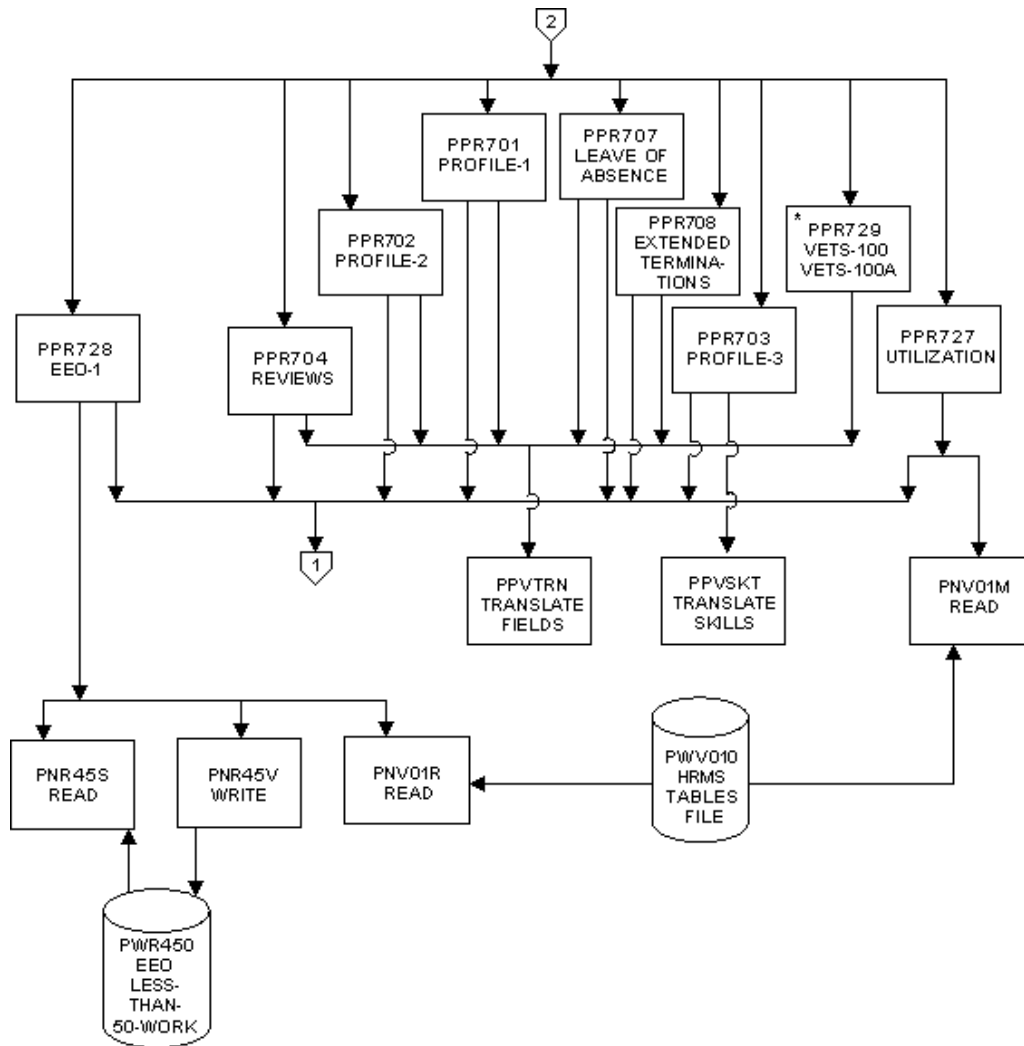 2
PPR701
PROFILE-1
PPR707
LEAVE OF
ABSENCE
PPR702
PROFILE-2
PPR708
EXTENDED
TERMINA-
TIONS
*
PPR729
VETS-100
VETS-100A
PPR728
EEO-1
PPR704
REVIEWS
PPR703
PROFILE-3
PPR727
UTILIZATION
1
PPVTRN
TRANSLATE
FIELDS
PPVSKT
TRANSLATE
SKILLS
PNV01M
READ
PNR45S
READ
PNR45V
WRITE
PNV01R
READ
PWV010
HRMS
TABLES
FILE
PWR450
EEO
LESS-
THAN-
50-WORK